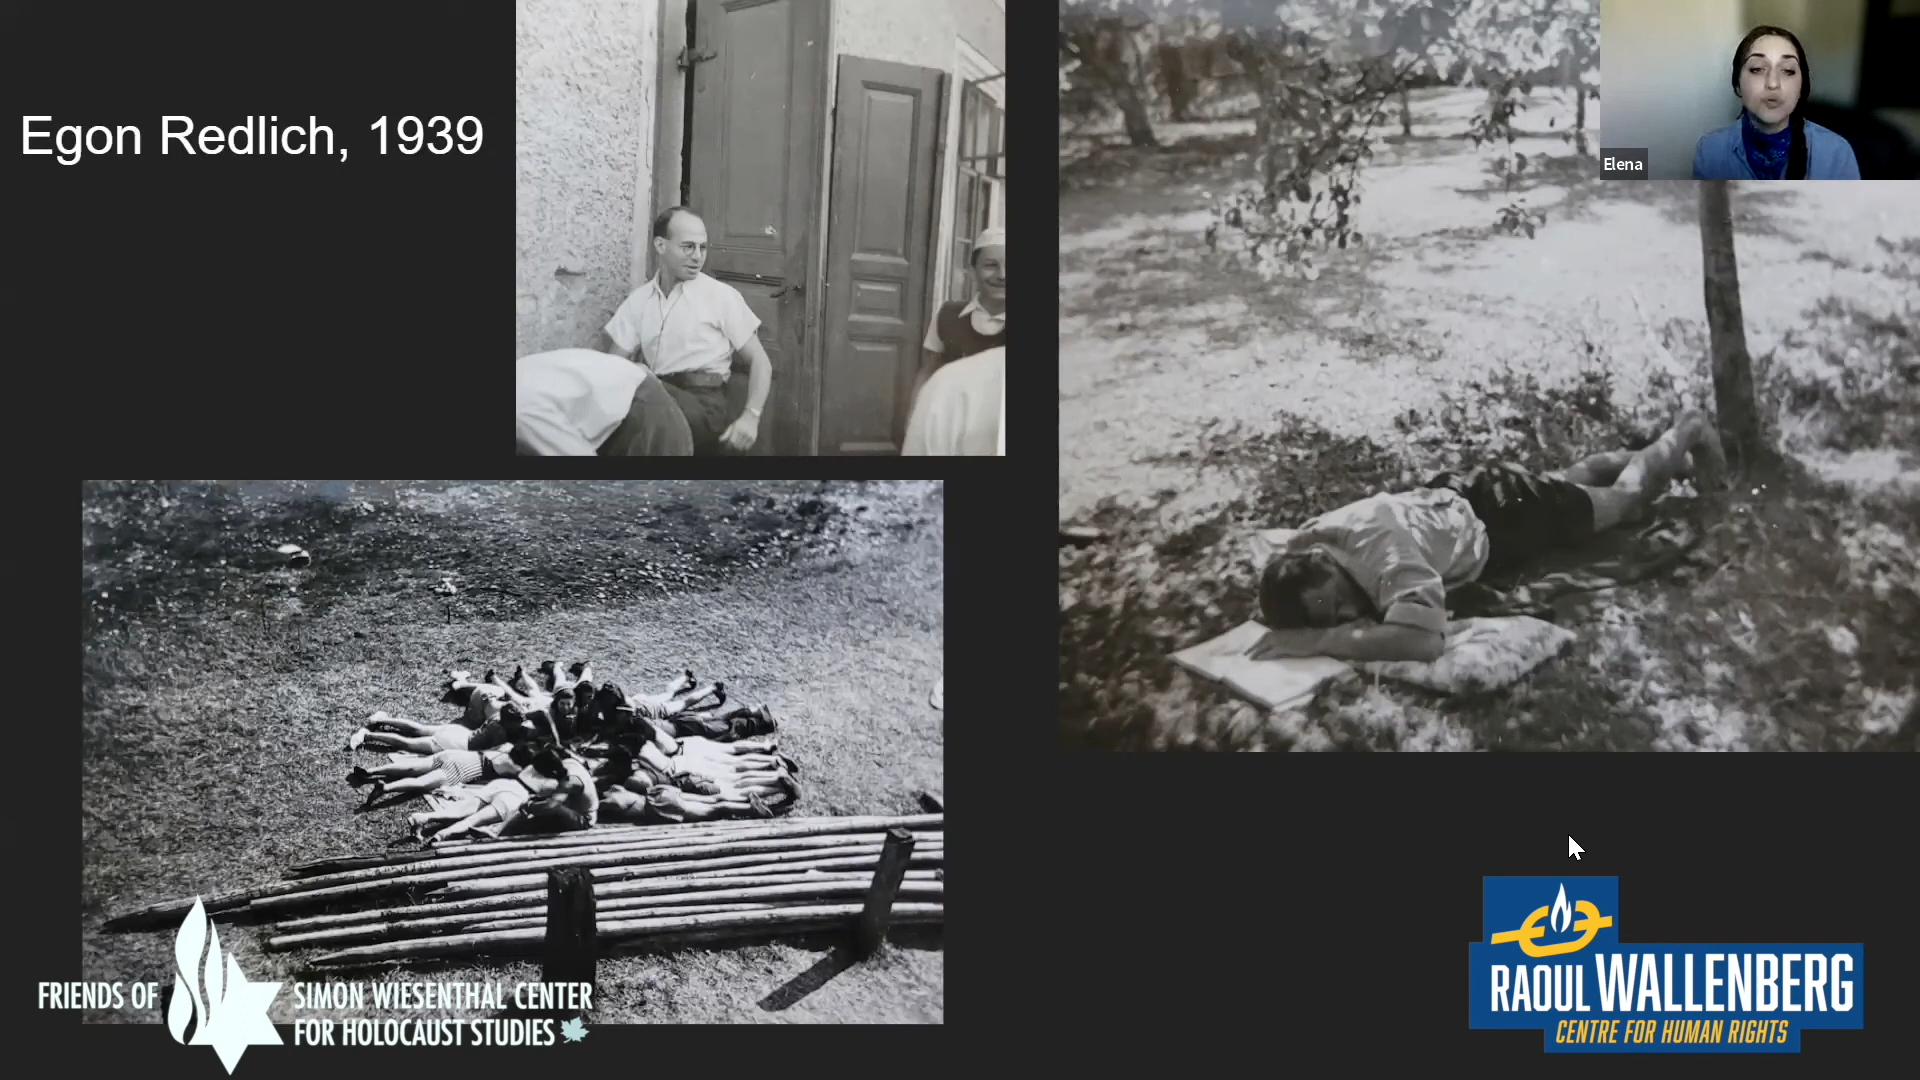 Egon Redlich, 1939
Elena
FRIENDS OF
SIMON WIESENTHAL CENTER
FOR HOLOCAUST STUDIES
RAOUL WALLENBERG
CENTRE FOR HUMAN RIGHTS